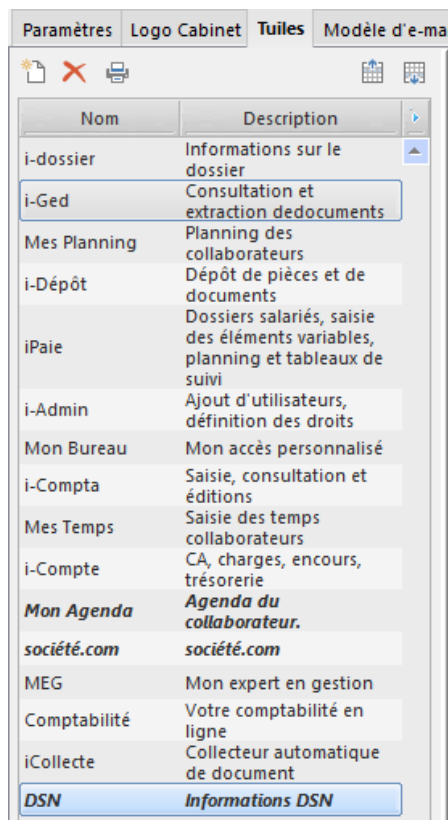 Paramètres Logo Cabinet Tuiles Modèle d'e-ma
Nom Description
i-dossier Informations sur le
dossier
i-Ged Consultation et
extraction dedocuments
Mes Planning Planning des
collaborateurs
i-Dépôt Dépôt de pièces et de
documents
iPaie Dossiers salariés, saisie
des éléments variables,
planning et tableaux de
suivi
i-Admin Ajout d'utilisateurs,
définition des droits
Mon Bureau Mon accès personnalisé
i-Compta Saisie, consultation et
éditions
Mes Temps Saisie des temps
collaborateurs
i-Compte CA, charges, encours,
trésorerie
Mon Agenda Agenda du
collaborateur.
société.com société.com
MEG Mon expert en gestion
Comptabilité Votre comptabilité en
ligne
iCollecte Collecteur automatique
de document
DSN Informations DSN